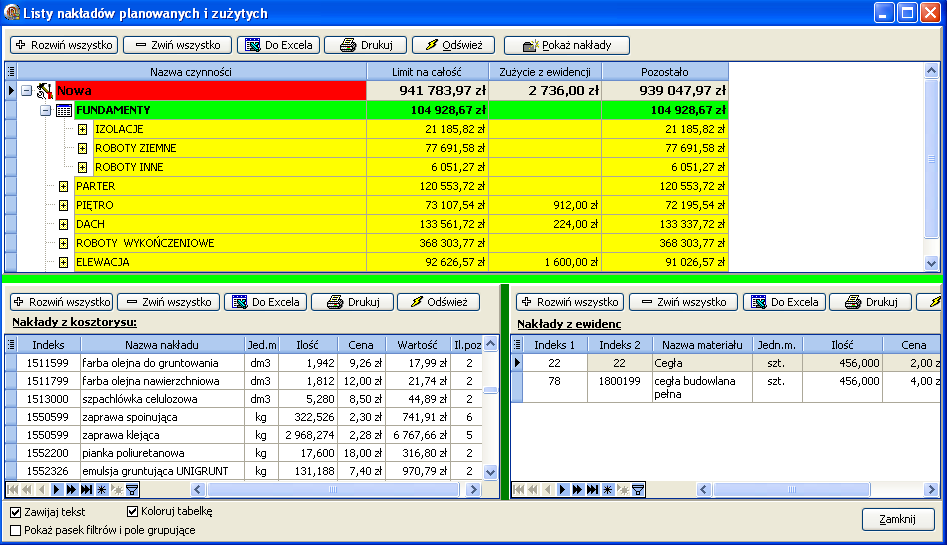 Listy nakładów planowanych i zużytych
Rozwiń wszystko Zwiń wszystko Do Excela Drukuj Odśwież Pokaż nakłady
Nazwa czynności Limit na całość Zużycie z ewidencji Pozostało
Nowa 941 783,97 zł 2 736,00 zł 939 047,97 zł
FUNDAMENTY 104 928,67 zł 104 928,67 zł
IZOLACJE 21 185,82 zł 21 185,82 zł
ROBOTY ZIEMNE 77 691,58 zł 77 691,58 zł
ROBOTY INNE 6 051,27 zł 6 051,27 zł
PARTER 120 553,72 zł 120 553,72 zł
PIĘTRO 73 107,54 zł 912,00 zł 72 195,54 zł
DACH 133 561,72 zł 224,00 zł 133 337,72 zł
ROBOTY WYKOŃCZENIOWE 368 303,77 zł 368 303,77 zł
ELEWACJA 92 626,57 zł 1 600,00 zł 91 026,57 zł
Rozwiń wszystko Zwiń wszystko Do Excela Drukuj Odśwież
Nakłady z kosztorysu:
Indeks Nazwa nakładu Jed.m Ilość Cena Wartość Il.poz
1511599 farba olejna do gruntowania dm3 1,942 9,26 zł 17,99 zł 2
1511799 farba olejna nawierzchniowa dm3 1,812 12,00 zł 21,74 zł 2
1513000 szpachlówka celulozowa dm3 5,280 8,50 zł 44,89 zł 2
1550599 zaprawa spoinująca kg 322,526 2,30 zł 741,91 zł 6
1550599 zaprawa klejąca kg 2 968,274 2,28 zł 6 767,66 zł 5
1552200 pianka poliuretanowa kg 17,600 18,00 zł 316,80 zł 2
1552326 emulsja gruntująca UNIGRUNT kg 131,188 7,40 zł 970,79 zł 2
Rozwiń wszystko Zwiń wszystko Do Excela Drukuj
Nakłady z ewidenc
Indeks 1 Indeks 2 Nazwa materiału Jedn.m. Ilość Cena
22 22 Cegła szt. 456,000 2,00 z
78 1800199 cegła budowlana szt. 456,000 4,00 z
pełna
Zawijaj tekst Koloruj tabelkę
Pokaż pasek filtrów i pole grupujące
Zamknij